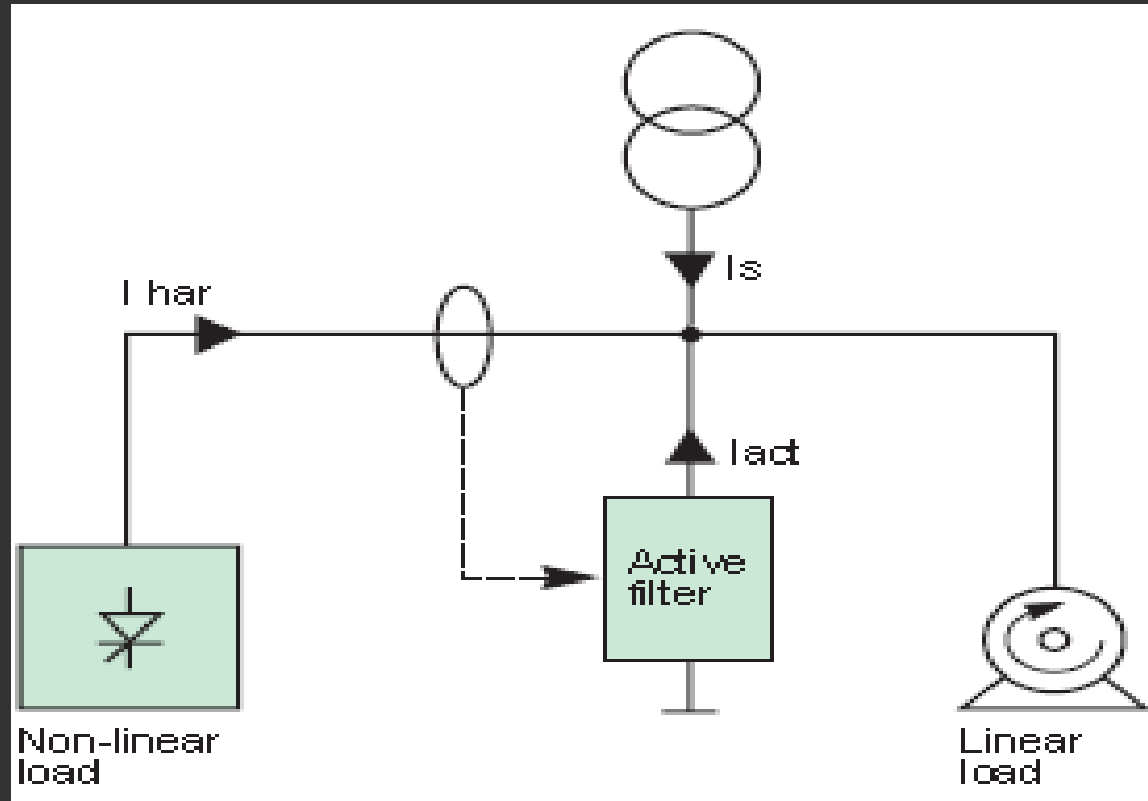 Is
I har
Iact
Active
filter
Non-linear
load
Linear
load